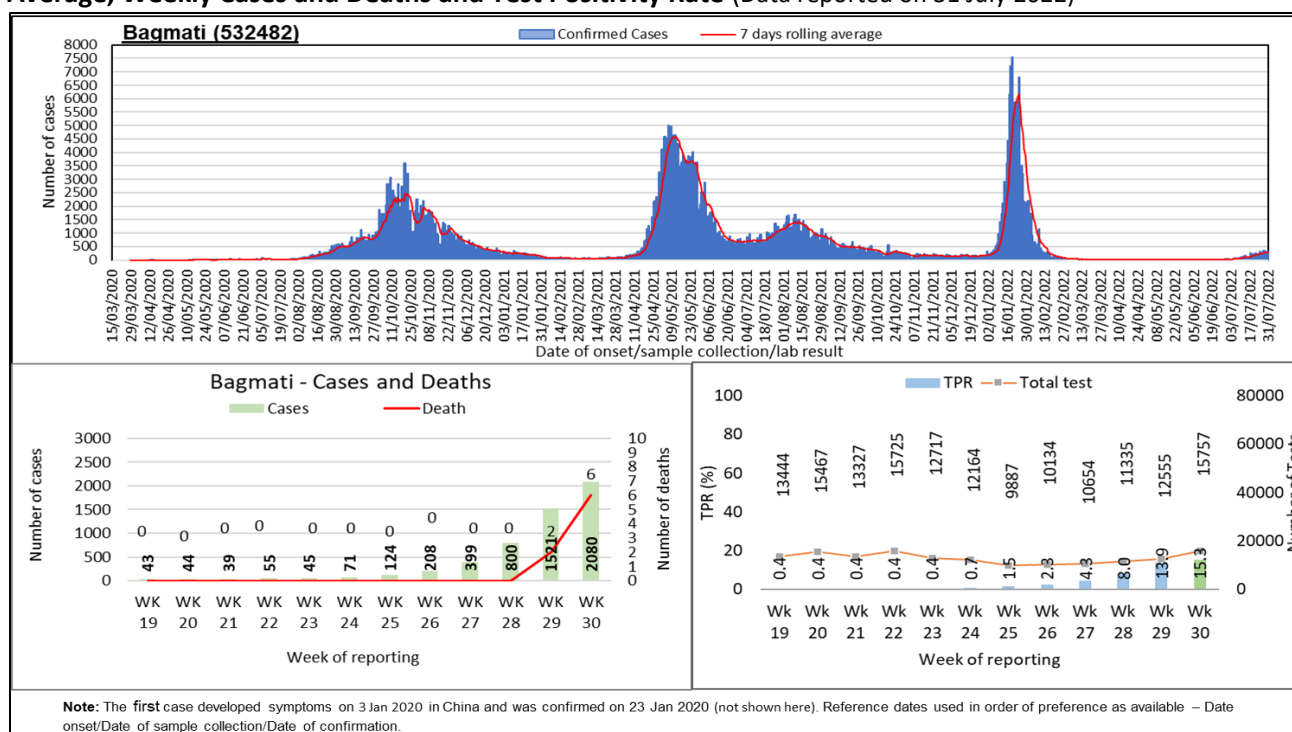 Average, Weekly Cases and Deaths and Test Positivity Rate (Data reported on 31 July 2022)
Bagmati (532482)
Confirmed Cases 7 days rolling average
Number of cases
8000
7500
7000
6500
6000
5500
5000
4500
4000
3500
3000
2500
2000
1500
1000
500
0
15/03/2020 29/03/2020 12/04/2020 26/04/2020 10/05/2020 24/05/2020 07/06/2020 21/06/2020 05/07/2020 19/07/2020 02/08/2020 16/08/2020 30/08/2020 13/09/2020 27/09/2020 11/10/2020 25/10/2020 08/11/2020 22/11/2020 06/12/2020 20/12/2020 03/01/2021 17/01/2021 31/01/2021 14/02/2021 28/02/2021 14/03/2021 28/03/2021 11/04/2021 25/04/2021 09/05/2021 23/05/2021 06/06/2021 20/06/2021 04/07/2021 18/07/2021 01/08/2021 15/08/2021 29/08/2021 12/09/2021 26/09/2021 10/10/2021 24/10/2021 07/11/2021 21/11/2021 05/12/2021 19/12/2021 02/01/2022 16/01/2022 30/01/2022 13/02/2022 27/02/2022 13/03/2022 27/03/2022 10/04/2022 24/04/2022 08/05/2022 22/05/2022 05/06/2022 19/06/2022 03/07/2022 17/07/2022 31/07/2022
Date of onset/sample collection/lab result
Bagmati - Cases and Deaths
Cases Death
Number of cases
3000
2500
2000
1500
1000
500
0
0 0 0 0 0 0 0 0 0 0 2 6
43 44 39 55 45 71 124 208 399 800 1521 2080
10
9
8
7
6
5
4
3
2
1
0
Number of deaths
WK WK WK WK WK WK WK WK WK WK WK WK
19 20 21 22 23 24 25 26 27 28 29 30
Week of reporting
TPR Total test
TPR (%)
100
80
60
40
20
0
13444 15467 13327 15725 12717 12164 9887 10134 10654 11335 12555 15757
0.4 0.4 0.4 0.4 0.4 0.7 1.5 2.3 4.3 8.0 13.9 15.3
80000
60000
40000
20000
0
Wk Wk Wk Wk Wk Wk Wk Wk Wk Wk Wk Wk
19 20 21 22 23 24 25 26 27 28 29 30
Week of reporting
Note: The first case developed symptoms on 3 Jan 2020 in China and was confirmed on 23 Jan 2020 (not shown here). Reference dates used in order of preference as available – Date
onset/Date of sample collection/Date of confirmation.